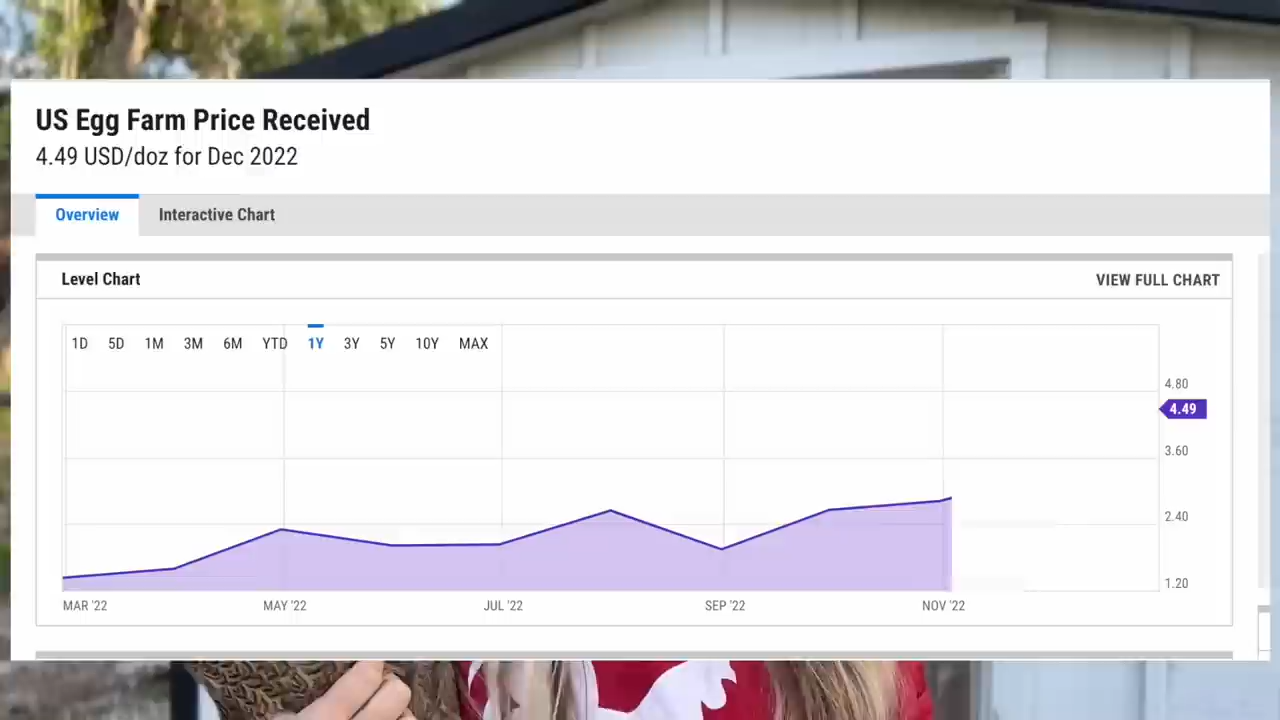 US Egg Farm Price Received
4.49 USD/doz for Dec 2022
Overview Interactive Chart
Level Chart VIEW FULL CHART
1D 5D 1M 3M 6M YTD 1Y 3Y 5Y 10Y MAX
4.80
4.49
3.60
2.40
1.20
MAR '22 MAY '22 JUL '22 SEP '22 NOV '22